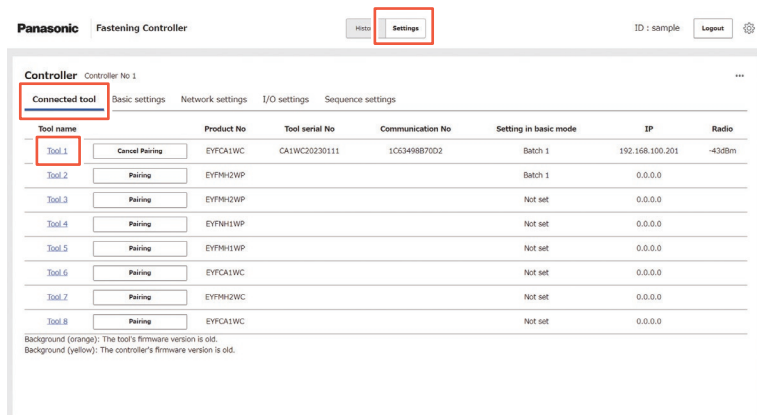 Panasonic Fastening Controller Histo Settings ID : sample Logout
Controller Controller No 1 ...
Connected tool Basic settings Network settings I/O settings Sequence settings
Tool name Product No Tool serial No Communication No Setting in basic mode IP Radio
Tool 1 Cancel Pairing EYFCA1WC CA1WC20230111 1C63498B70D2 Batch 1 192.168.100.201 -43dBm
Tool 2 Pairing EYFMH2WP Batch 1 0.0.0.0
Tool 3 Pairing EYFMH2WP Not set 0.0.0.0
Tool 4 Pairing EYFNH1WP Not set 0.0.0.0
Tool 5 Pairing EYFMH1WP Not set 0.0.0.0
Tool 6 Pairing EYFCA1WC Not set 0.0.0.0
Tool 7 Pairing EYFMH2WC Not set 0.0.0.0
Tool 8 Pairing EYFCA1WC Not set 0.0.0.0
Background (orange): The tool's firmware version is old.
Background (yellow): The controller's firmware version is old.